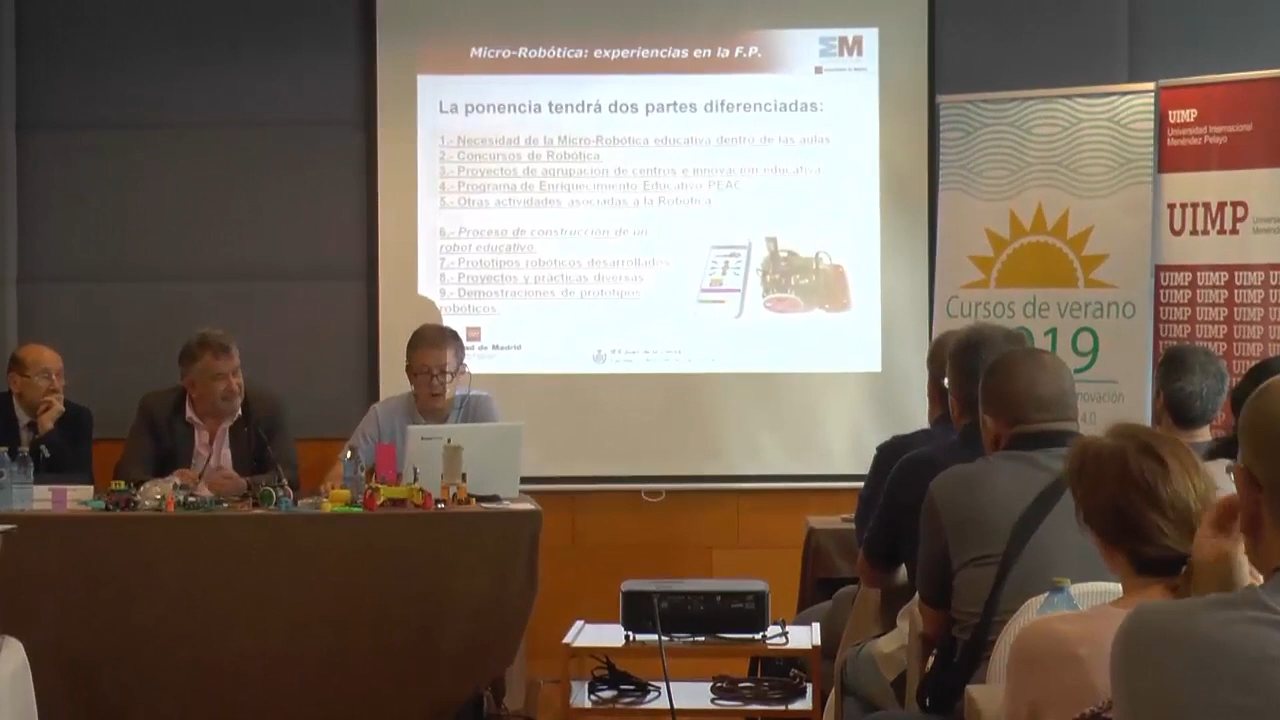 Micro-Robótica: experiencias en la F.P.
La ponencia tendrá dos partes diferenciadas:
1.- Necesidad de la Micro-Robótica educativa dentro de las aulas
2.- Concursos de Robótica
3.- Proyectos de agrupacion de centros e innovación educativa
4.- Programa de Enriquecimiento Educativo PEAC
5.- Otras actividades asociadas a la Robótica
6.- Proceso de construcción de un
robot educativo.
7.- Prototipos robóticos desarrollados
8.- Proyectos y prácticas diversas
9.- Demostraciones de prototipos
robóticos.
ad de Madrid
Cursos de verano
019
novación
4.0
UIMP
Universidad Internacional
Menéndez Pelayo
UIMP
UIMP UIMP UIMP
UIMP UIMP UIMP
UIMP UIMP UIMP
UIMP UIMP UIMP